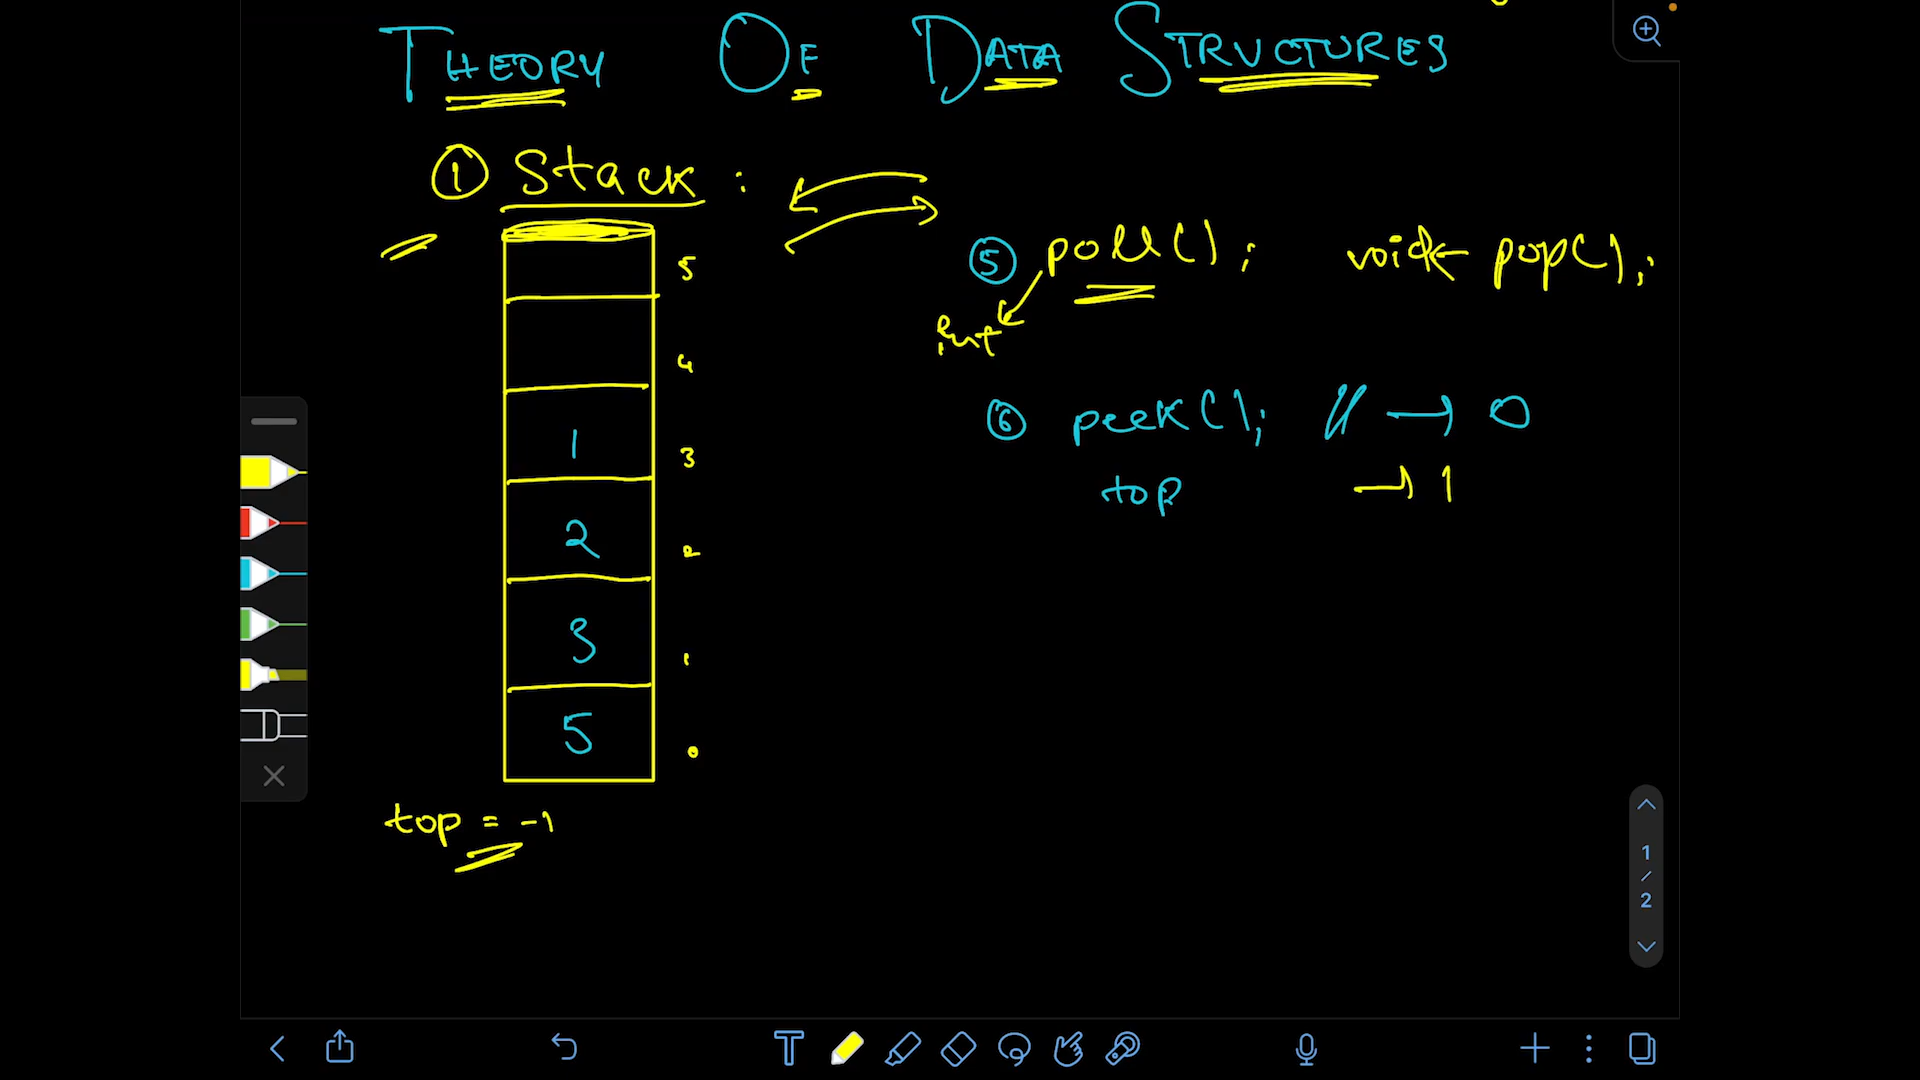 THEORY OF DATA STRUCTURES
① Stack :
5
4
1 3
2 2
3 1
5 0
top = -1
⑤ poll(); void← pop();
int
⑥ peek(); // → 0
top → 1
1
/
2
T